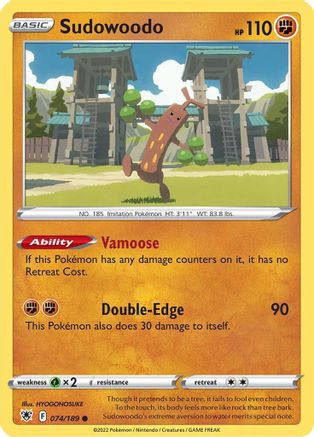 BASIC
Sudowoodo
HP 110
NO. 185 Imitation Pokémon HT: 3'11" WT: 83.8 lbs.
Ability Vamoose
If this Pokémon has any damage counters on it, it has no
Retreat Cost.
Double-Edge 90
This Pokémon also does 30 damage to itself.
weakness ×2 resistance retreat
Illus. HYOGONOSUKE
F 074/189
Though it pretends to be a tree, it fails to fool even children.
To the touch, its body feels more like rock than tree bark.
Sudowoodo's extreme aversion to water merits special note.
©2022 Pokémon / Nintendo / Creatures / GAME FREAK